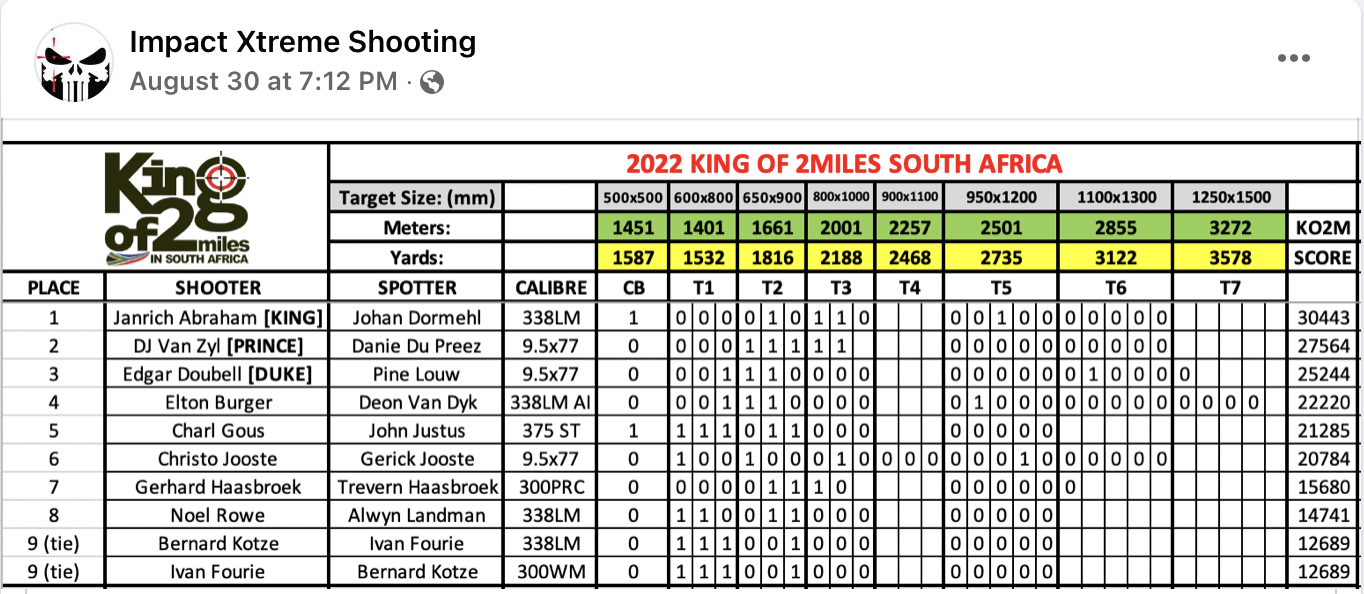 Impact Xtreme Shooting
August 30 at 7:12 PM ·
King of 2 miles
IN SOUTH AFRICA
2022 KING OF 2MILES SOUTH AFRICA
Target Size: (mm) 500x500 600x800 650x900 800x1000 900x1100 950x1200 1100x1300 1250x1500
Meters: 1451 1401 1661 2001 2257 2501 2855 3272 KO2M
Yards: 1587 1532 1816 2188 2468 2735 3122 3578 SCORE
PLACE SHOOTER SPOTTER CALIBRE CB T1 T2 T3 T4 T5 T6 T7
1 Janrich Abraham [KING] Johan Dormehl 338LM 1 0 0 0 0 1 0 1 1 0 0 0 1 0 0 0 0 0 0 0 30443
2 DJ Van Zyl [PRINCE] Danie Du Preez 9.5x77 0 0 0 0 1 1 1 1 1 0 0 0 0 0 0 0 0 0 0 27564
3 Edgar Doubell [DUKE] Pine Louw 9.5x77 0 0 0 1 1 1 0 0 0 0 0 0 0 0 0 0 1 0 0 0 0 25244
4 Elton Burger Deon Van Dyk 338LM AI 0 0 0 1 1 1 0 0 0 0 0 1 0 0 0 0 0 0 0 0 0 0 0 0 22220
5 Charl Gous John Justus 375 ST 1 1 1 1 0 1 1 0 0 0 0 0 0 0 0 21285
6 Christo Jooste Gerick Jooste 9.5x77 0 1 0 0 1 0 0 0 1 0 0 0 0 0 0 0 1 0 0 0 0 0 0 20784
7 Gerhard Haasbroek Trevern Haasbroek 300PRC 0 0 0 0 0 1 1 1 0 0 0 0 0 0 0 15680
8 Noel Rowe Alwyn Landman 338LM 0 1 1 0 0 1 1 0 0 0 0 0 0 0 0 14741
9 (tie) Bernard Kotze Ivan Fourie 338LM 0 1 1 1 0 0 1 0 0 0 0 0 0 0 0 12689
9 (tie) Ivan Fourie Bernard Kotze 300WM 0 1 1 1 0 0 1 0 0 0 0 0 0 0 0 12689